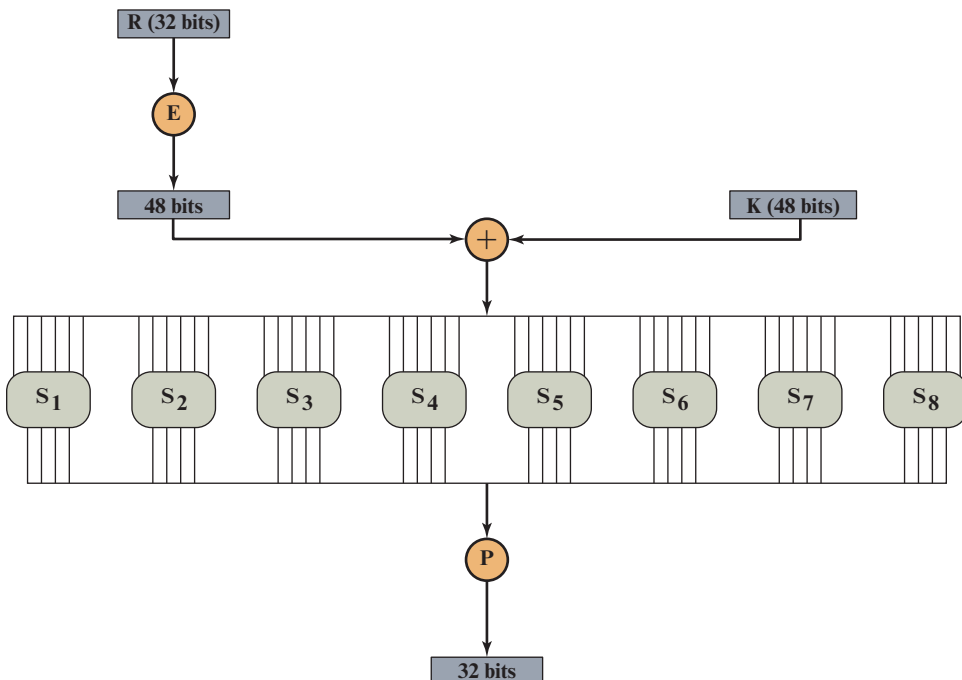 R (32 bits)
E
48 bits
K (48 bits)
+
S1 S2 S3 S4 S5 S6 S7 S8
P
32 bits